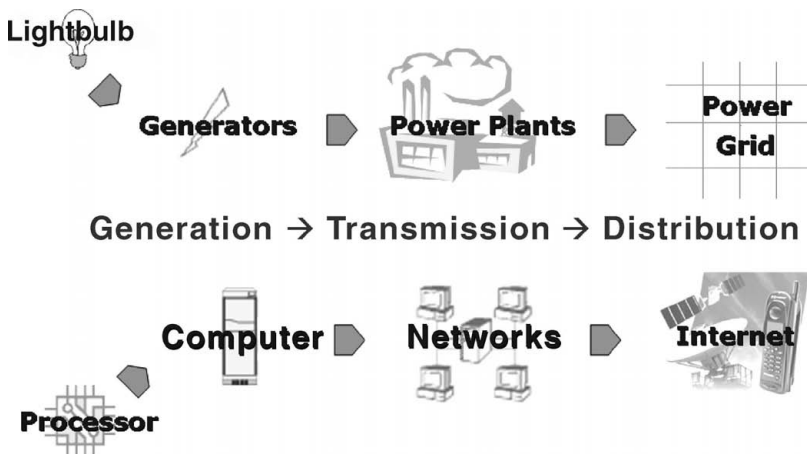 Lightbulb
Generators
Power Plants
Power
Grid
Generation → Transmission → Distribution
Computer
Networks
Internet
Processor